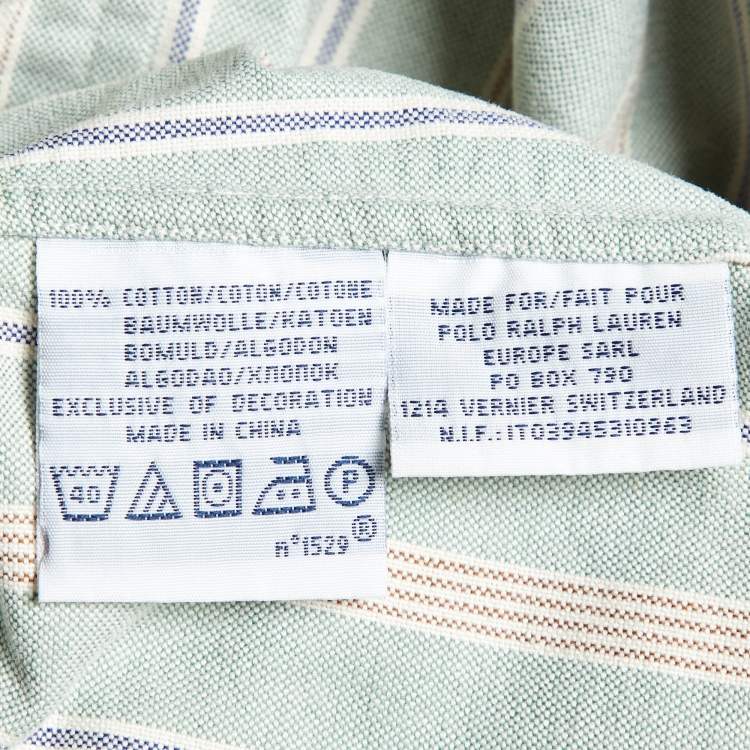 100% COTTON/COTON/COTONE
BAUMWOLLE/KATOEN
BOMULD/ALGODON
ALGODAO/ХЛОПОК
EXCLUSIVE OF DECORATION
MADE IN CHINA
40
P
n°1529®
MADE FOR/FAIT POUR
POLO RALPH LAUREN
EUROPE SARL
PO BOX 790
1214 VERNIER SWITZERLAND
N.I.F.:IT03945310963